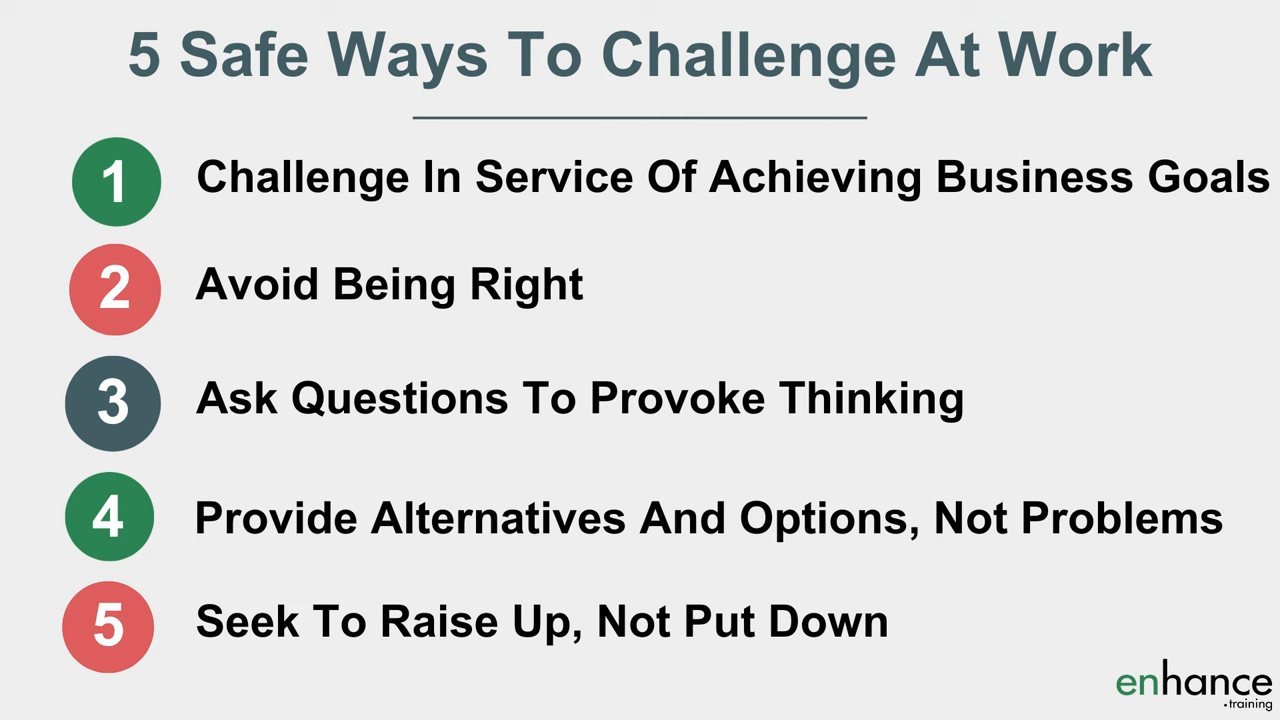 5 Safe Ways To Challenge At Work
1 Challenge In Service Of Achieving Business Goals
2 Avoid Being Right
3 Ask Questions To Provoke Thinking
4 Provide Alternatives And Options, Not Problems
5 Seek To Raise Up, Not Put Down
enhance
.training